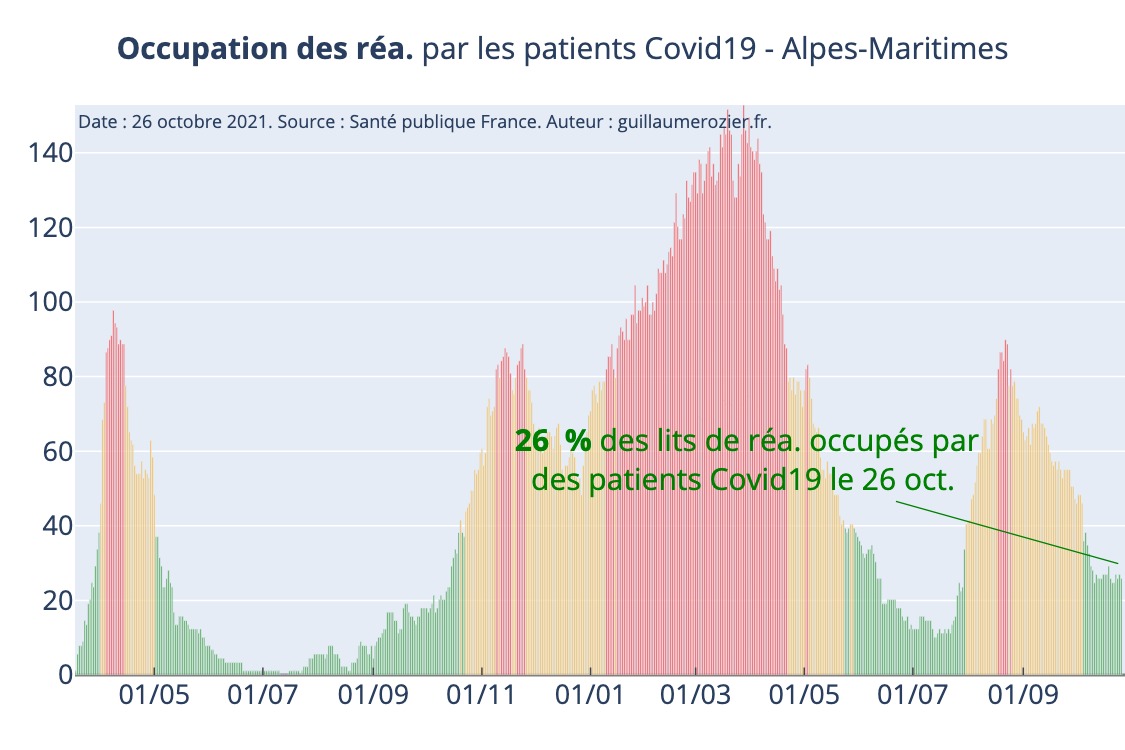 Occupation des réa. par les patients Covid19 - Alpes-Maritimes
Date : 26 octobre 2021. Source : Santé publique France. Auteur : guillaumerozier.fr.
140
120
100
80
60
40
20
0
26 % des lits de réa. occupés par
des patients Covid19 le 26 oct.
01/05 01/07 01/09 01/11 01/01 01/03 01/05 01/07 01/09